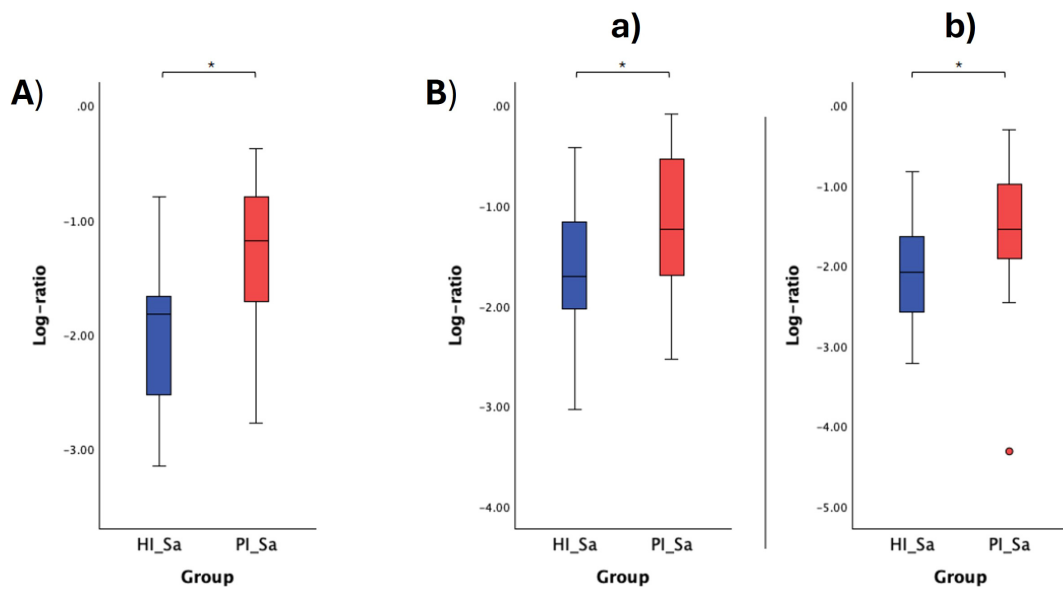 a)
b)
A)
*
.00
-1.00
-2.00
-3.00
Log-ratio
HI_Sa PI_Sa
Group
B)
*
.00
-1.00
-2.00
-3.00
-4.00
Log-ratio
HI_Sa PI_Sa
Group
*
.00
-1.00
-2.00
-3.00
-4.00
-5.00
Log-ratio
HI_Sa PI_Sa
Group